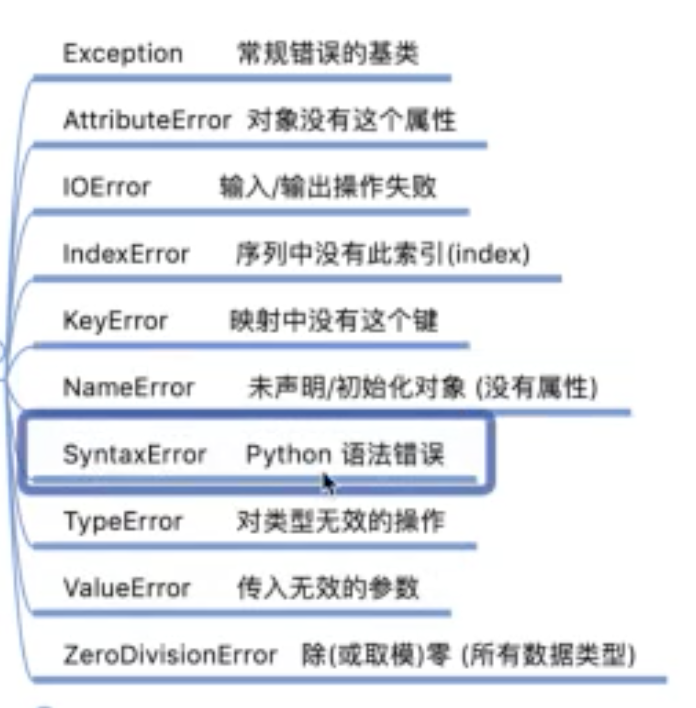 Exception 常规错误的基类
AttributeError 对象没有这个属性
IOError 输入/输出操作失败
IndexError 序列中没有此索引(index)
KeyError 映射中没有这个键
NameError 未声明/初始化对象 (没有属性)
SyntaxError Python 语法错误
TypeError 对类型无效的操作
ValueError 传入无效的参数
ZeroDivisionError 除(或取模)零 (所有数据类型)